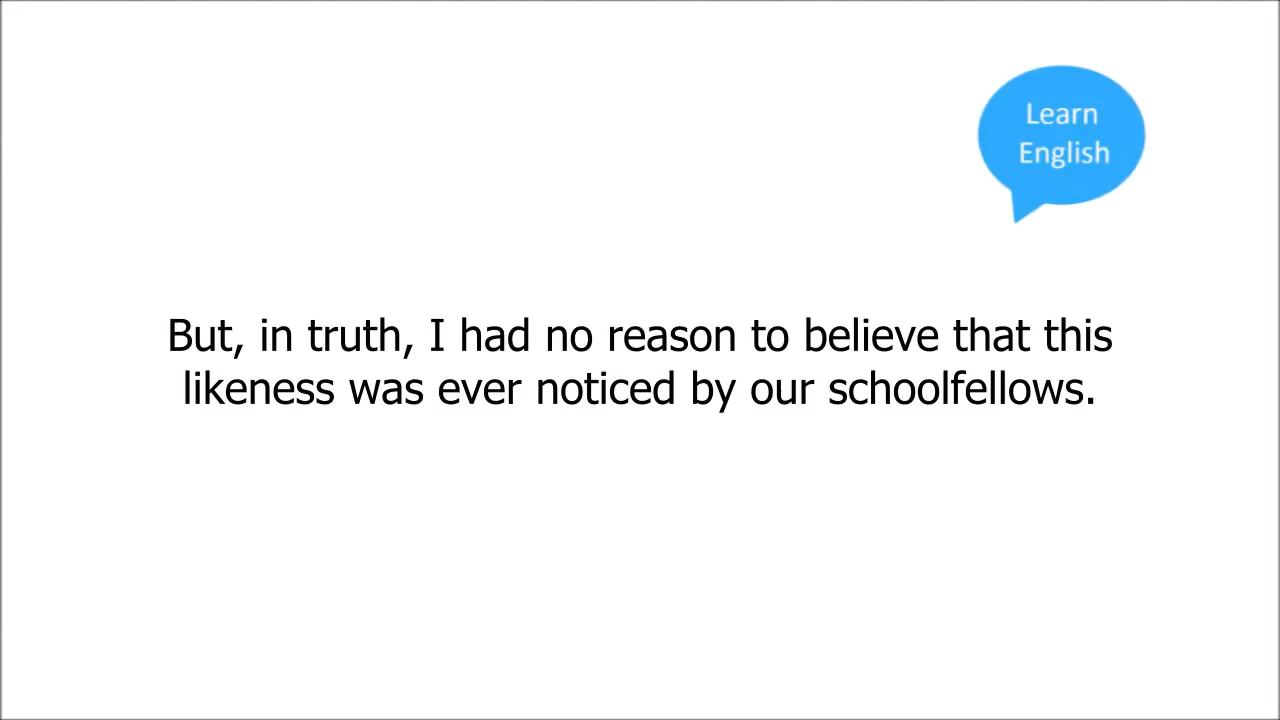 Learn
English
But, in truth, I had no reason to believe that this
likeness was ever noticed by our schoolfellows.